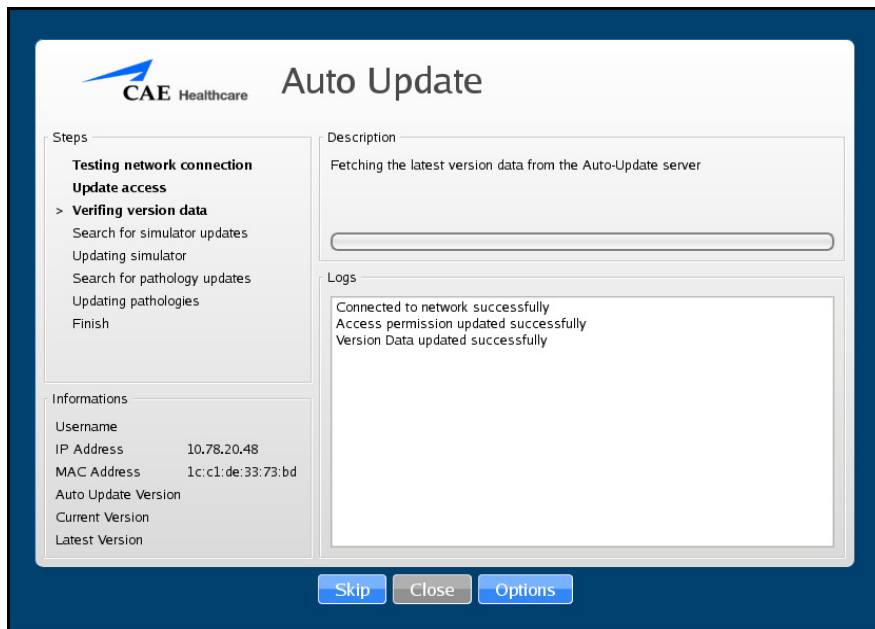 CAE Healthcare
Auto Update
Steps
Testing network connection
Update access
> Verifing version data
Search for simulator updates
Updating simulator
Search for pathology updates
Updating pathologies
Finish
Informations
Username
IP Address 10.78.20.48
MAC Address 1c:c1:de:33:73:bd
Auto Update Version
Current Version
Latest Version
Description
Fetching the latest version data from the Auto-Update server
Logs
Connected to network successfully
Access permission updated successfully
Version Data updated successfully
Skip Close Options